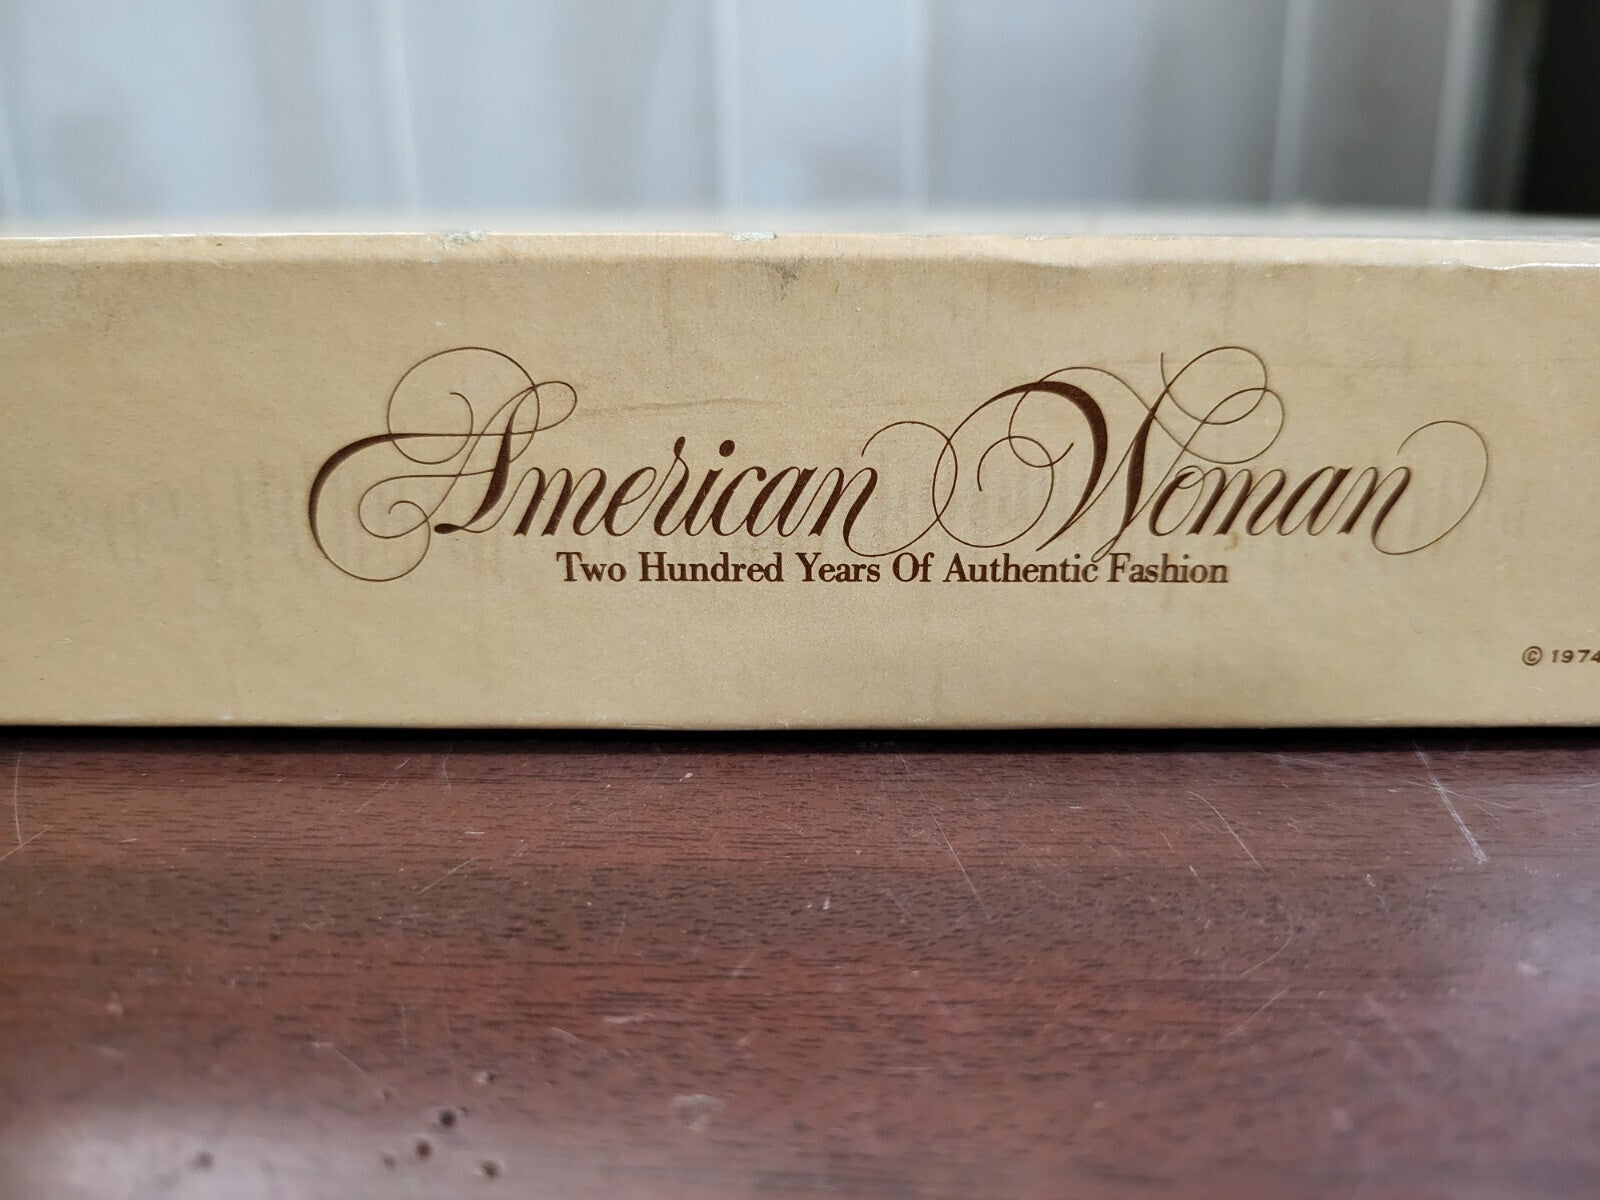 American Woman
Two Hundred Years Of Authentic Fashion
© 1974